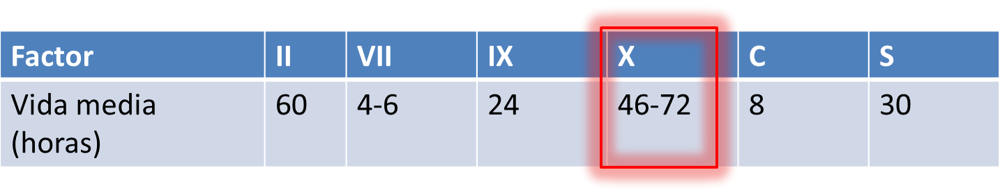 Factor II VII IX X C S
Vida media 60 4-6 24 46-72 8 30
(horas)